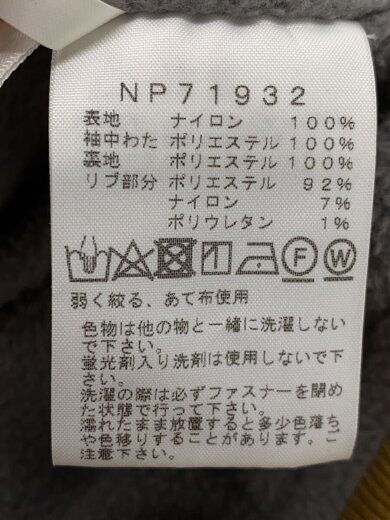 NP71932
表地 ナイロン 100%
袖中わた ポリエステル 100%
裏地 ポリエステル 100%
リブ部分 ポリエステル 92%
ナイロン 7%
ポリウレタン 1%
F W
弱く絞る、あて布使用
色物は他の物と一緒に洗濯しない
で下さい。
蛍光剤入り洗剤は使用しないで下
さい。
洗濯の際は必ずファスナーを閉め
た状態で行って下さい。
濡れたまま放置すると多少色落ち
や色移りすることがあります。ご
注意下さい。